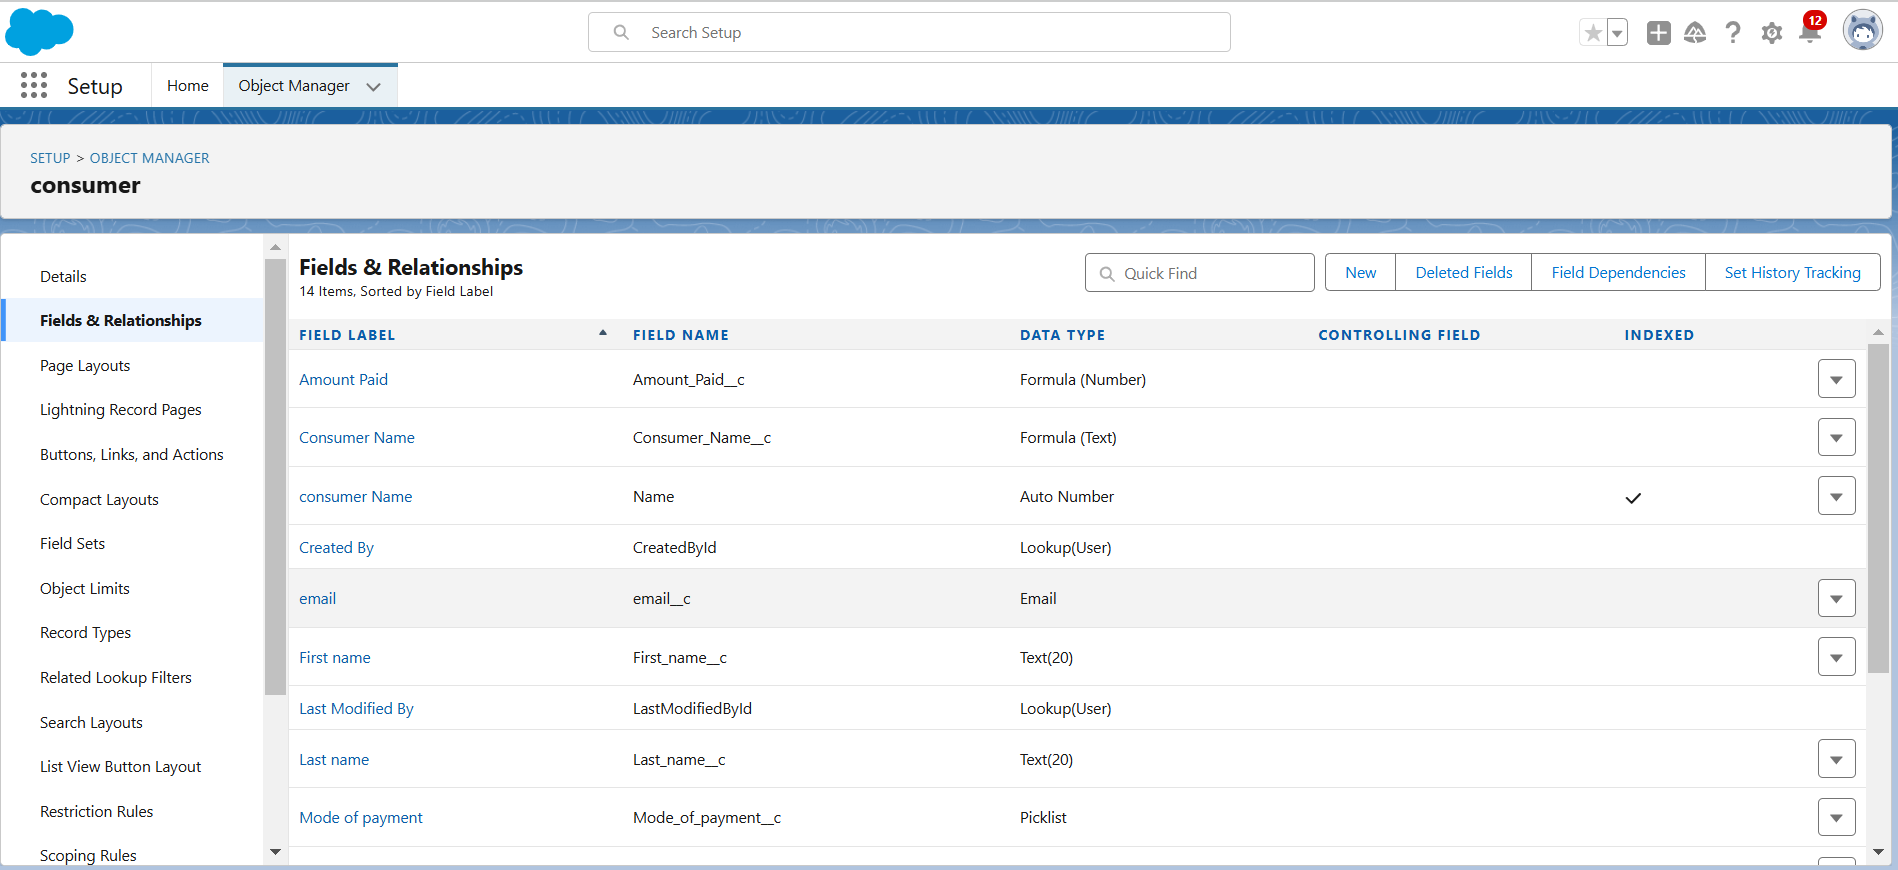 Search Setup
12
Setup
Home
Object Manager
SETUP > OBJECT MANAGER
consumer
Details
Fields & Relationships
Page Layouts
Lightning Record Pages
Buttons, Links, and Actions
Compact Layouts
Field Sets
Object Limits
Record Types
Related Lookup Filters
Search Layouts
List View Button Layout
Restriction Rules
Scoping Rules
Fields & Relationships
14 Items, Sorted by Field Label
Quick Find
New
Deleted Fields
Field Dependencies
Set History Tracking
FIELD LABEL FIELD NAME DATA TYPE CONTROLLING FIELD INDEXED
Amount Paid Amount_Paid__c Formula (Number)
Consumer Name Consumer_Name__c Formula (Text)
consumer Name Name Auto Number
Created By CreatedById Lookup(User)
email email__c Email
First name First_name__c Text(20)
Last Modified By LastModifiedById Lookup(User)
Last name Last_name__c Text(20)
Mode of payment Mode_of_payment__c Picklist